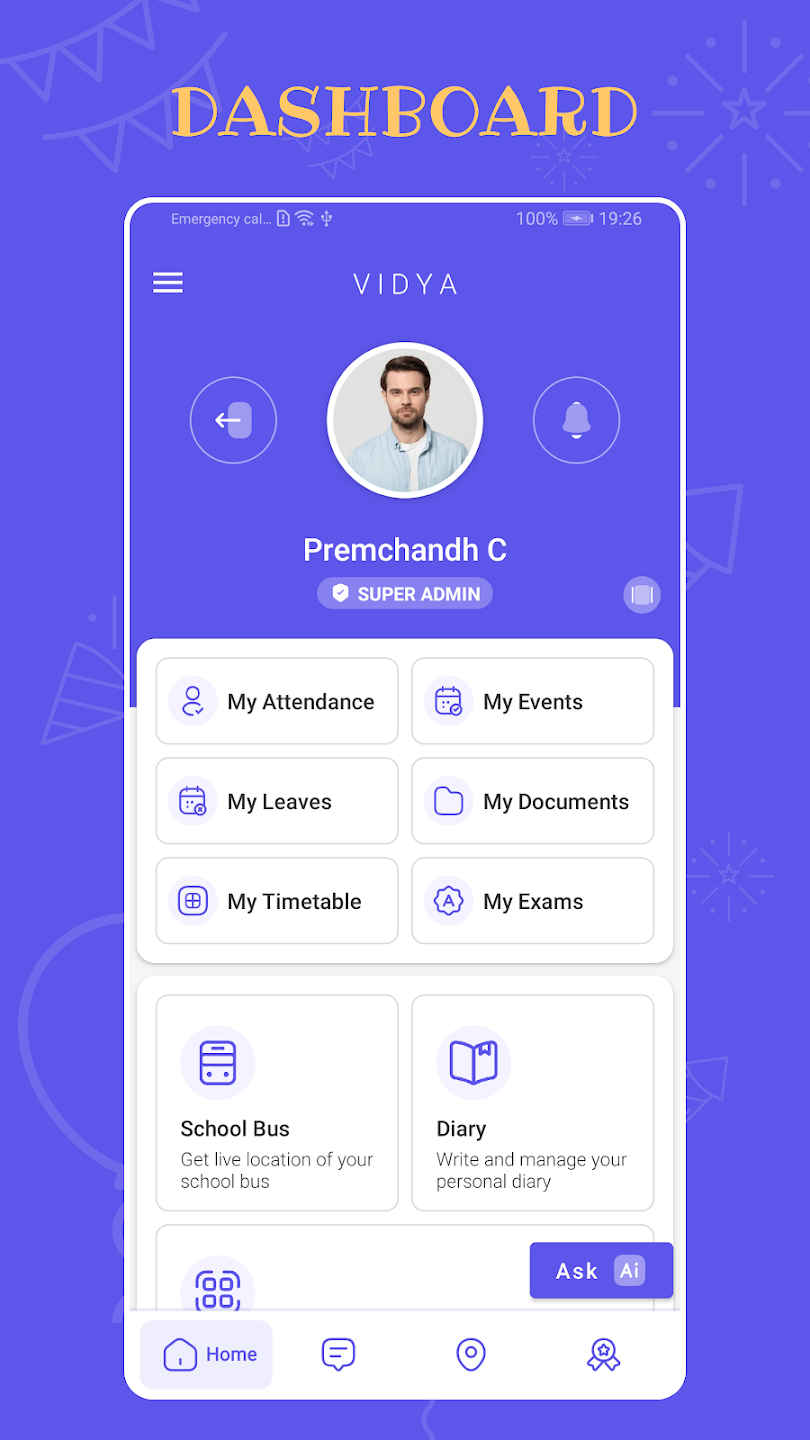 DASHBOARD
Emergency cal...
100% 19:26
VIDYA
Premchandh C
SUPER ADMIN
My Attendance
My Events
My Leaves
My Documents
My Timetable
A
My Exams
School Bus
Get live location of your
school bus
Diary
Write and manage your
personal diary
Ask Ai
Home